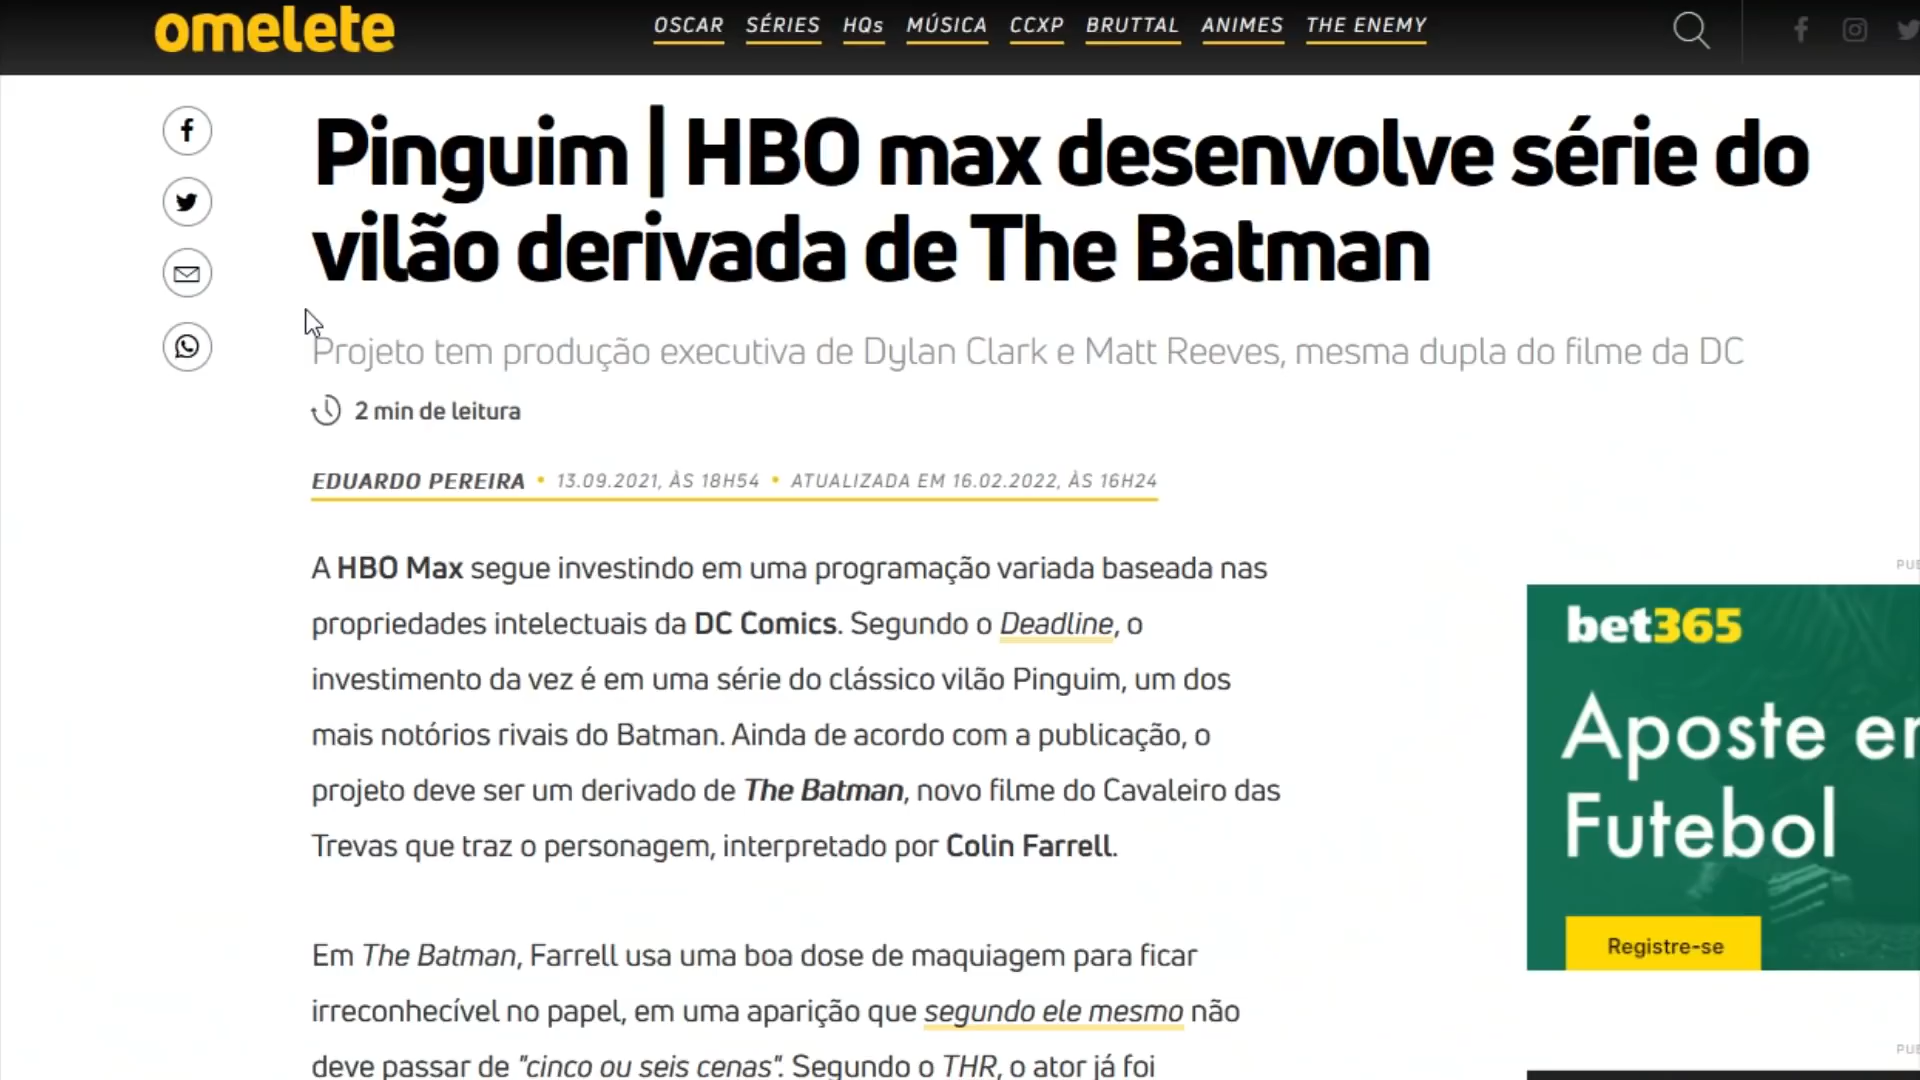 omelete
OSCAR SÉRIES HQs MÚSICA CCXP BRUTTAL ANIMES THE ENEMY
Pinguim | HBO max desenvolve série do
vilão derivada de The Batman
Projeto tem produção executiva de Dylan Clark e Matt Reeves, mesma dupla do filme da DC
2 min de leitura
EDUARDO PEREIRA • 13.09.2021, ÀS 18H54 • ATUALIZADA EM 16.02.2022, ÀS 16H24
A HBO Max segue investindo em uma programação variada baseada nas
propriedades intelectuais da DC Comics. Segundo o Deadline, o
investimento da vez é em uma série do clássico vilão Pinguim, um dos
mais notórios rivais do Batman. Ainda de acordo com a publicação, o
projeto deve ser um derivado de The Batman, novo filme do Cavaleiro das
Trevas que traz o personagem, interpretado por Colin Farrell.
Em The Batman, Farrell usa uma boa dose de maquiagem para ficar
irreconhecível no papel, em uma aparição que segundo ele mesmo não
deve passar de "cinco ou seis cenas". Segundo o THR, o ator já foi
bet365
Aposte
Futebol
Registre-se